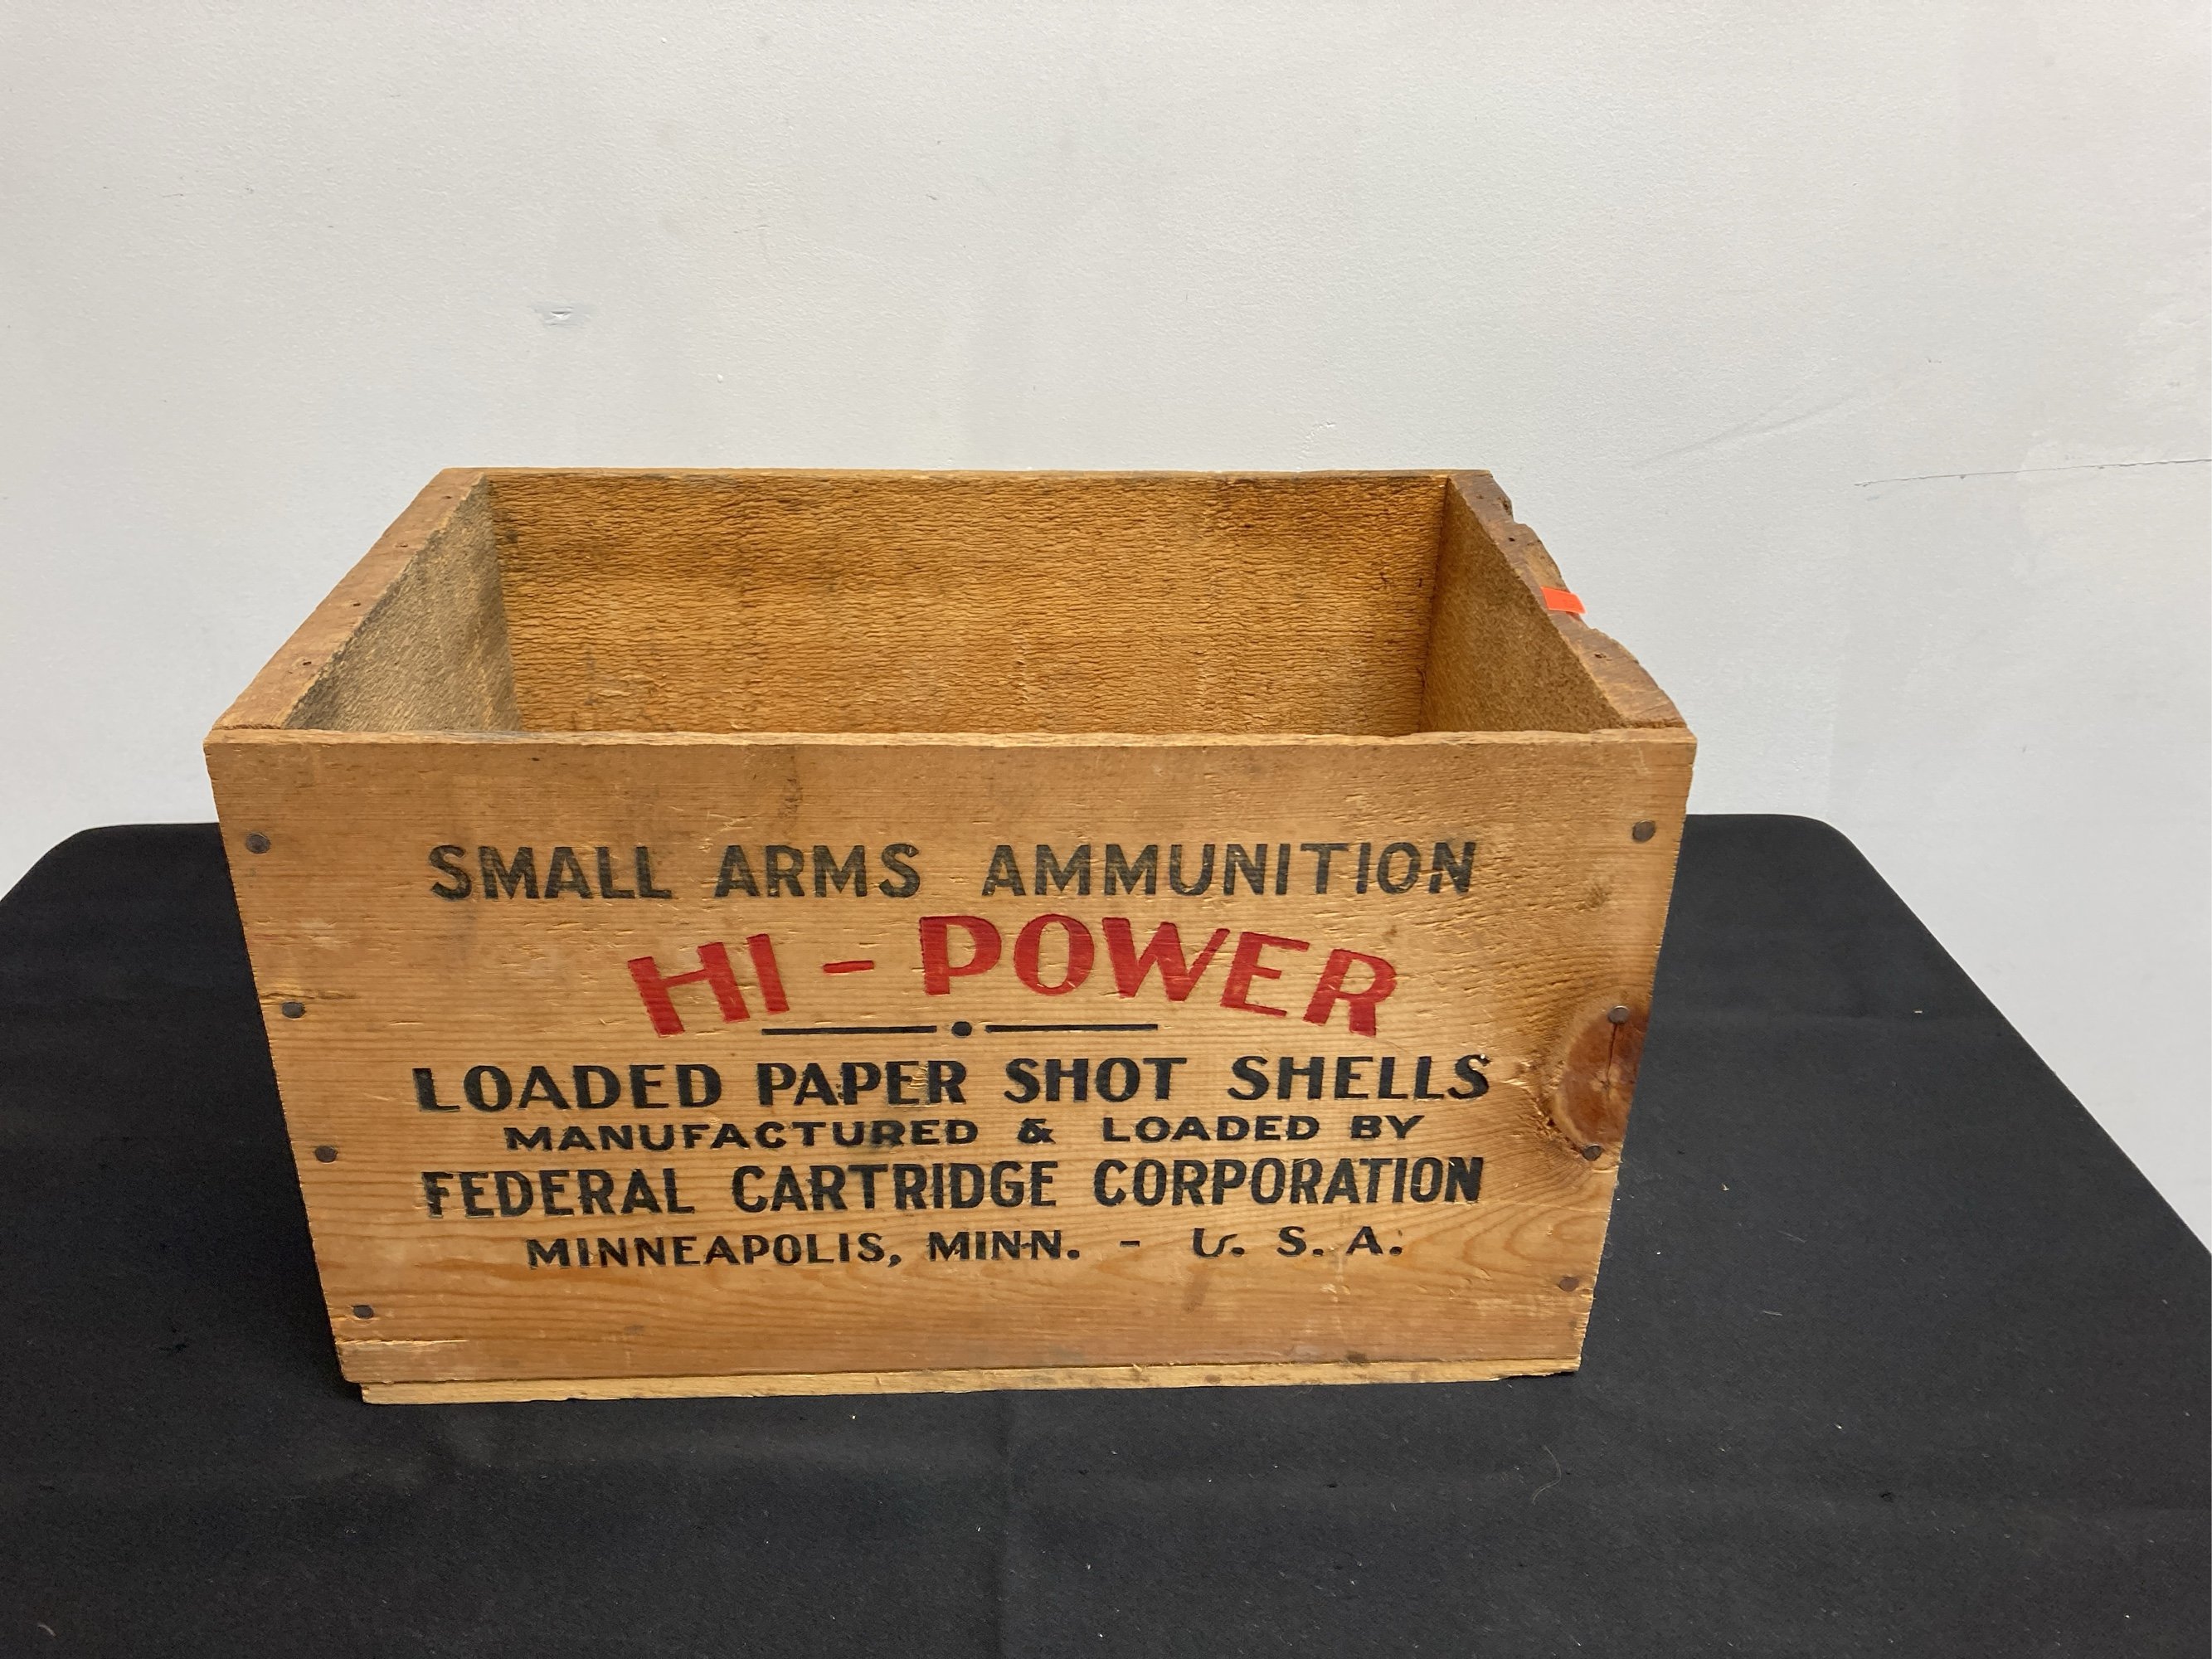 SMALL ARMS AMMUNITION
HI-POWER
LOADED PAPER SHOT SHELLS
MANUFACTURED & LOADED BY
FEDERAL CARTRIDGE CORPORATION
MINNEAPOLIS, MINN. - U. S. A.